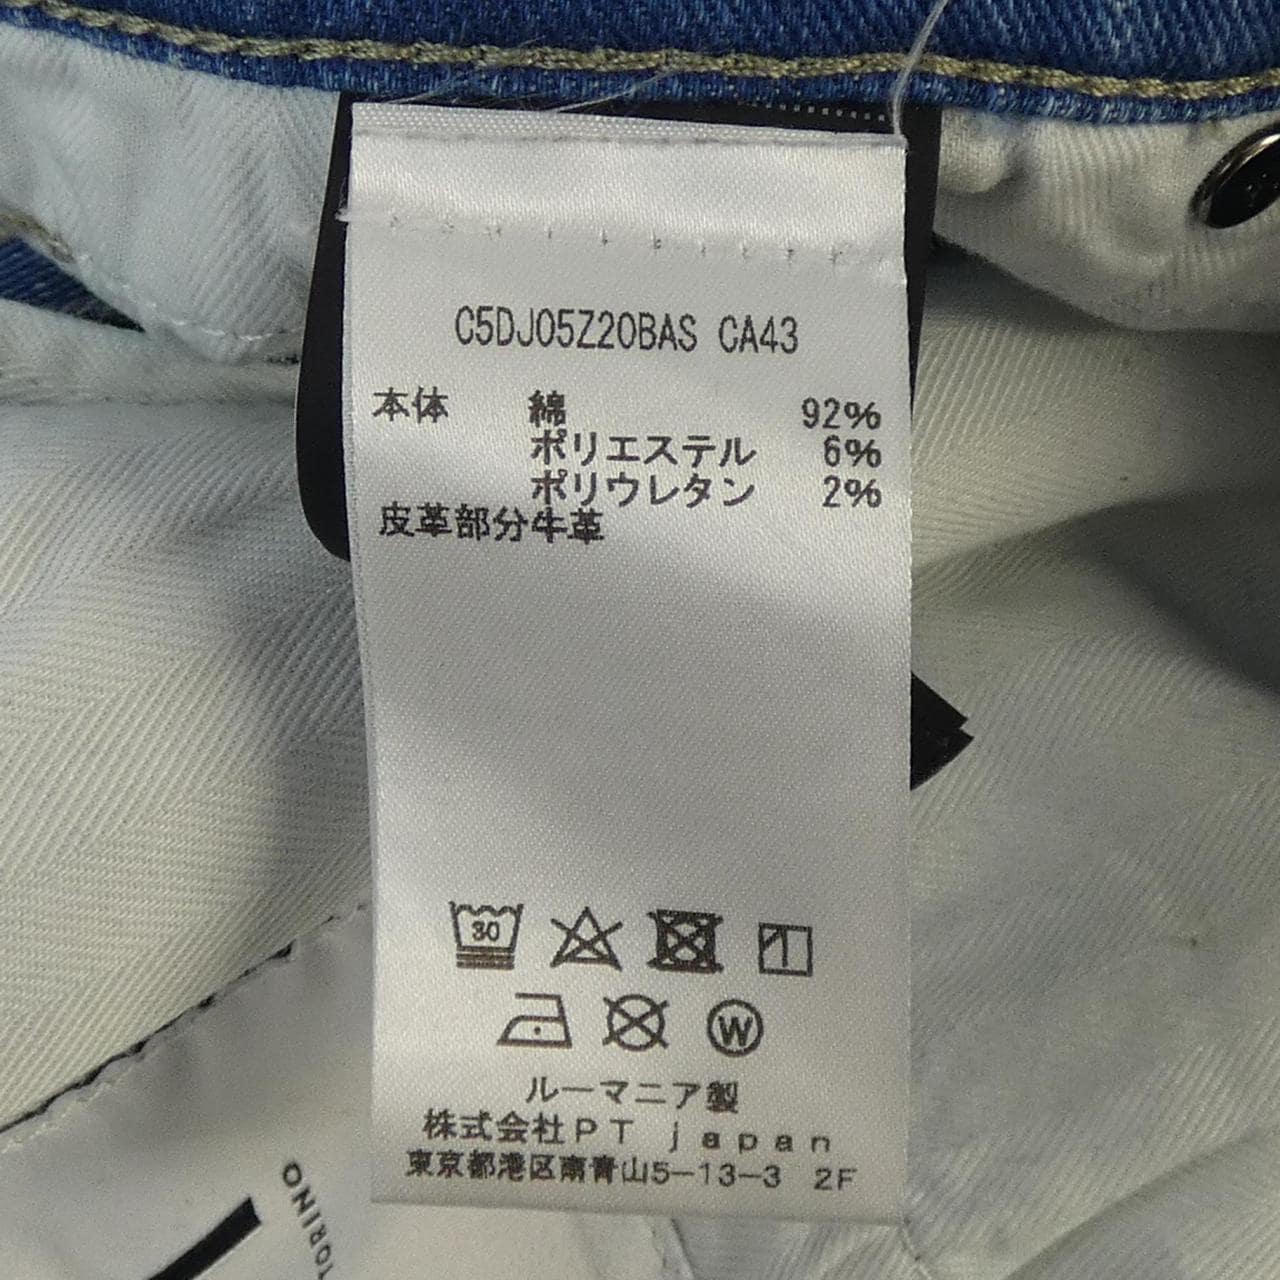 C5DJ05Z20BAS CA43
本体 綿 92%
ポリエステル 6%
ポリウレタン 2%
皮革部分牛革
30
W
ルーマニア製
株式会社PT japan
東京都港区南青山5-13-3 2F
TORINO